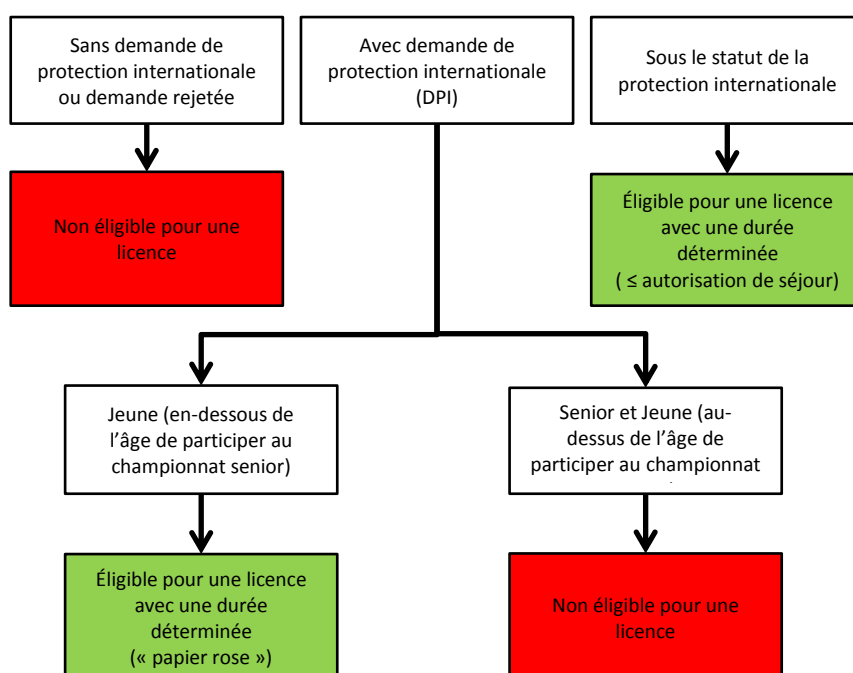 Sans demande de
protection internationale
ou demande rejetée
Avec demande de
protection internationale
(DPI)
Sous le statut de la
protection internationale
Non éligible pour une
licence
Éligible pour une licence
avec une durée
déterminée
( ≤ autorisation de séjour)
Jeune (en-dessous de
l'âge de participer au
championnat senior)
Senior et Jeune (au-
dessus de l'âge de
participer au championnat
Éligible pour une licence
avec une durée
déterminée
(« papier rose »)
Non éligible pour une
licence